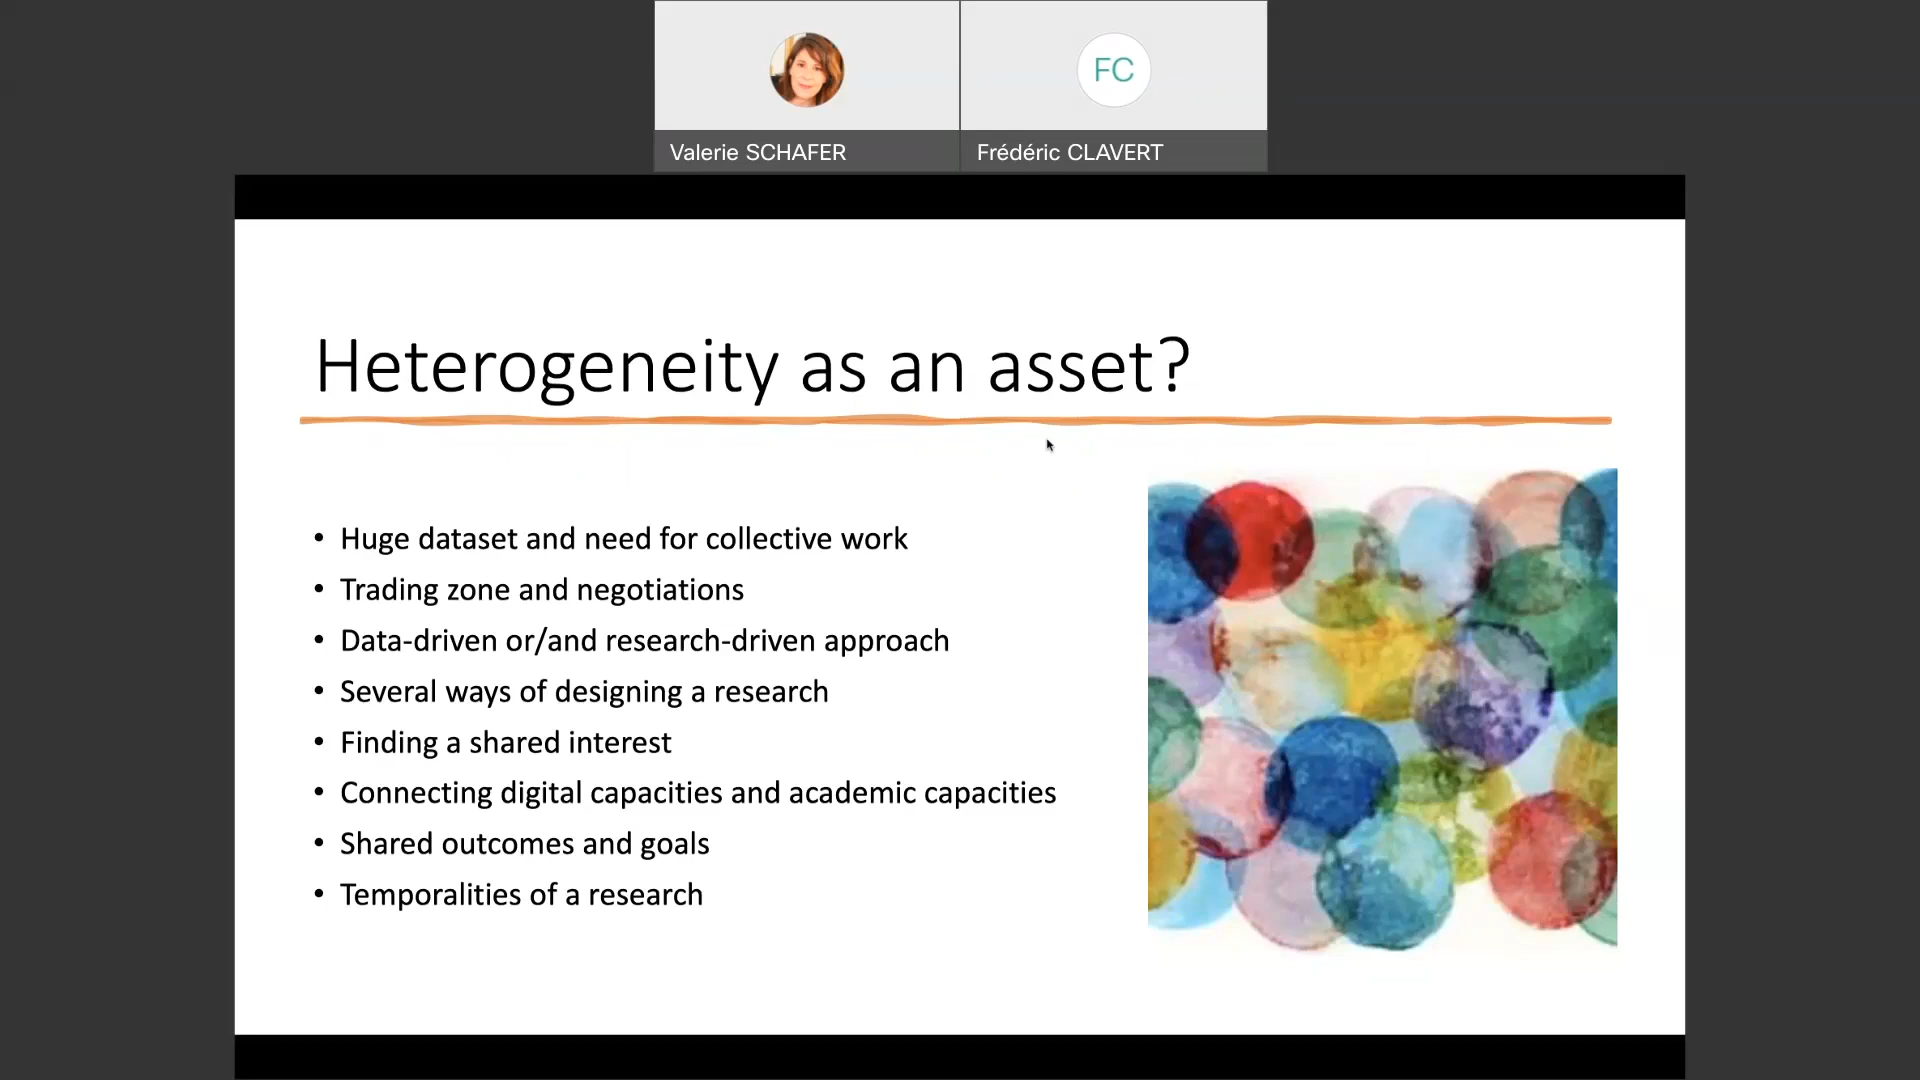 FC
Valerie SCHAFER
Frédéric CLAVERT
Heterogeneity as an asset?
• Huge dataset and need for collective work
• Trading zone and negotiations
• Data-driven or/and research-driven approach
• Several ways of designing a research
• Finding a shared interest
• Connecting digital capacities and academic capacities
• Shared outcomes and goals
• Temporalities of a research